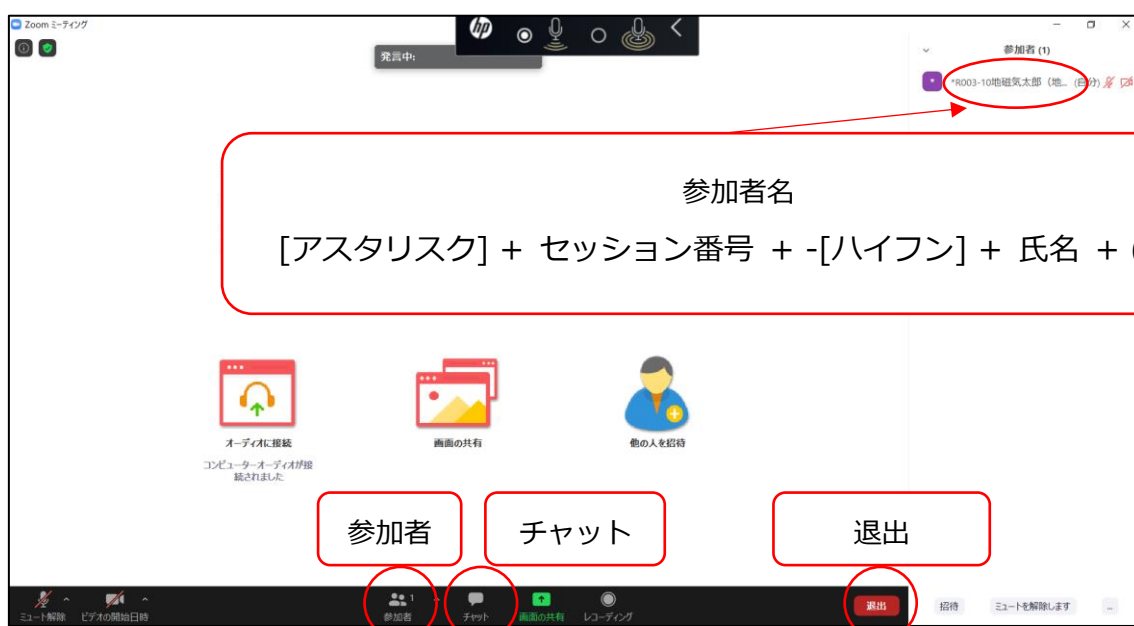 Zoom ミーティング
hp
発言中:
参加者 (1)
*R003-10地磁気太郎（地... (自分)
参加者名
[アスタリスク] + セッション番号 + -[ハイフン] + 氏名 + (
オーディオに接続
画面の共有
他の人を招待
コンピューターオーディオが接
続されました
参加者
チャット
退出
ミュート解除
ビデオの開始日時
1
参加者
チャット
画面の共有
レコーディング
退出
招待
ミュートを解除します
...